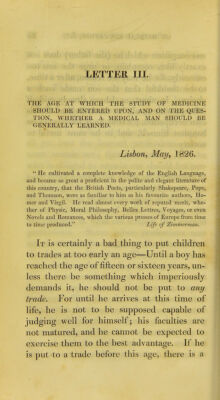 LETTER III.
THE AGE AT WHICH THE STUDY OF MEDICINE
SHOULD BE ENTERED UPON, AND ON THE QUES-
TION, WHETHER A MEDICAL MAN SHOULD BE
GENERALLY LEARNED.
Lisbon, May, 1826.
" He cultivated a complete knowledge of the English Language,
and became so great a proficient in the polite and elegant literature of
this country, that the British Poets, particularly Shakspeare, Pope,
and Thomson, were as familiar to him as his favourite authors, Ho-
mer and Virgil. He read almost every work of reputed merit, whe-
ther of Physic, Moral Philosophy, Belles Lettres, Voyages, or even
Novels and Romances, which the various presses of Europe from time
to time produced." Life of Zimmerman.
It is certainly a bad thing to put children
to trades at too early an age—Until a boy has
reached the age of fifteen or sixteen years, un-
less there be something which imperiously
demands it, he should not be put to any
trade. For until he arrives at this time of
life, he is not to be supposed capable of
judging well for himself; his faculties are
not matured, and he cannot be expected to
exercise them to the best advantage. If he
is put to a trade before this age, there is a